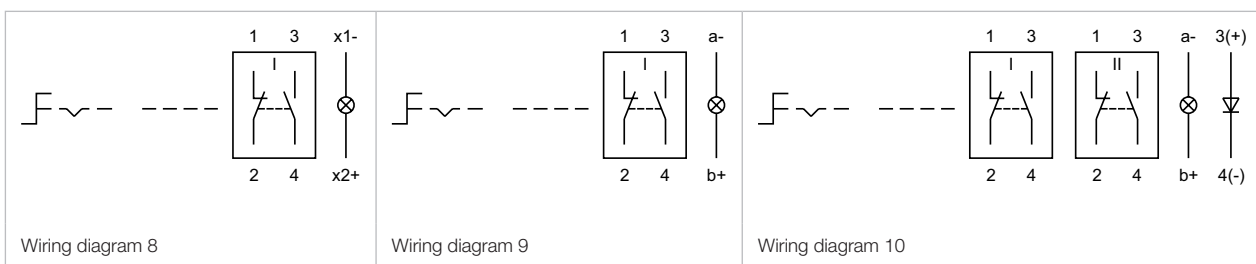 1 3 x1-
I
2 4 x2+
Wiring diagram 8
1 3 a-
I
2 4 b+
Wiring diagram 9
1 3 1 3 a- 3(+)
I II
2 4 2 4 b+ 4(-)
Wiring diagram 10